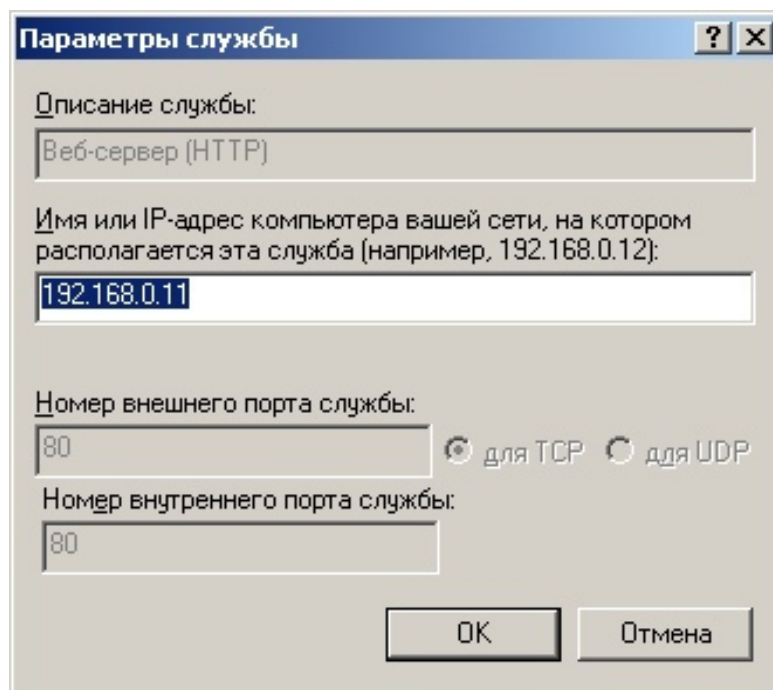 Параметры службы
Описание службы:
Веб-сервер (HTTP)
Имя или IP-адрес компьютера вашей сети, на котором
располагается эта служба (например, 192.168.0.12):
192.168.0.11
Номер внешнего порта службы:
80 для TCP для UDP
Номер внутреннего порта службы:
80
OK Отмена